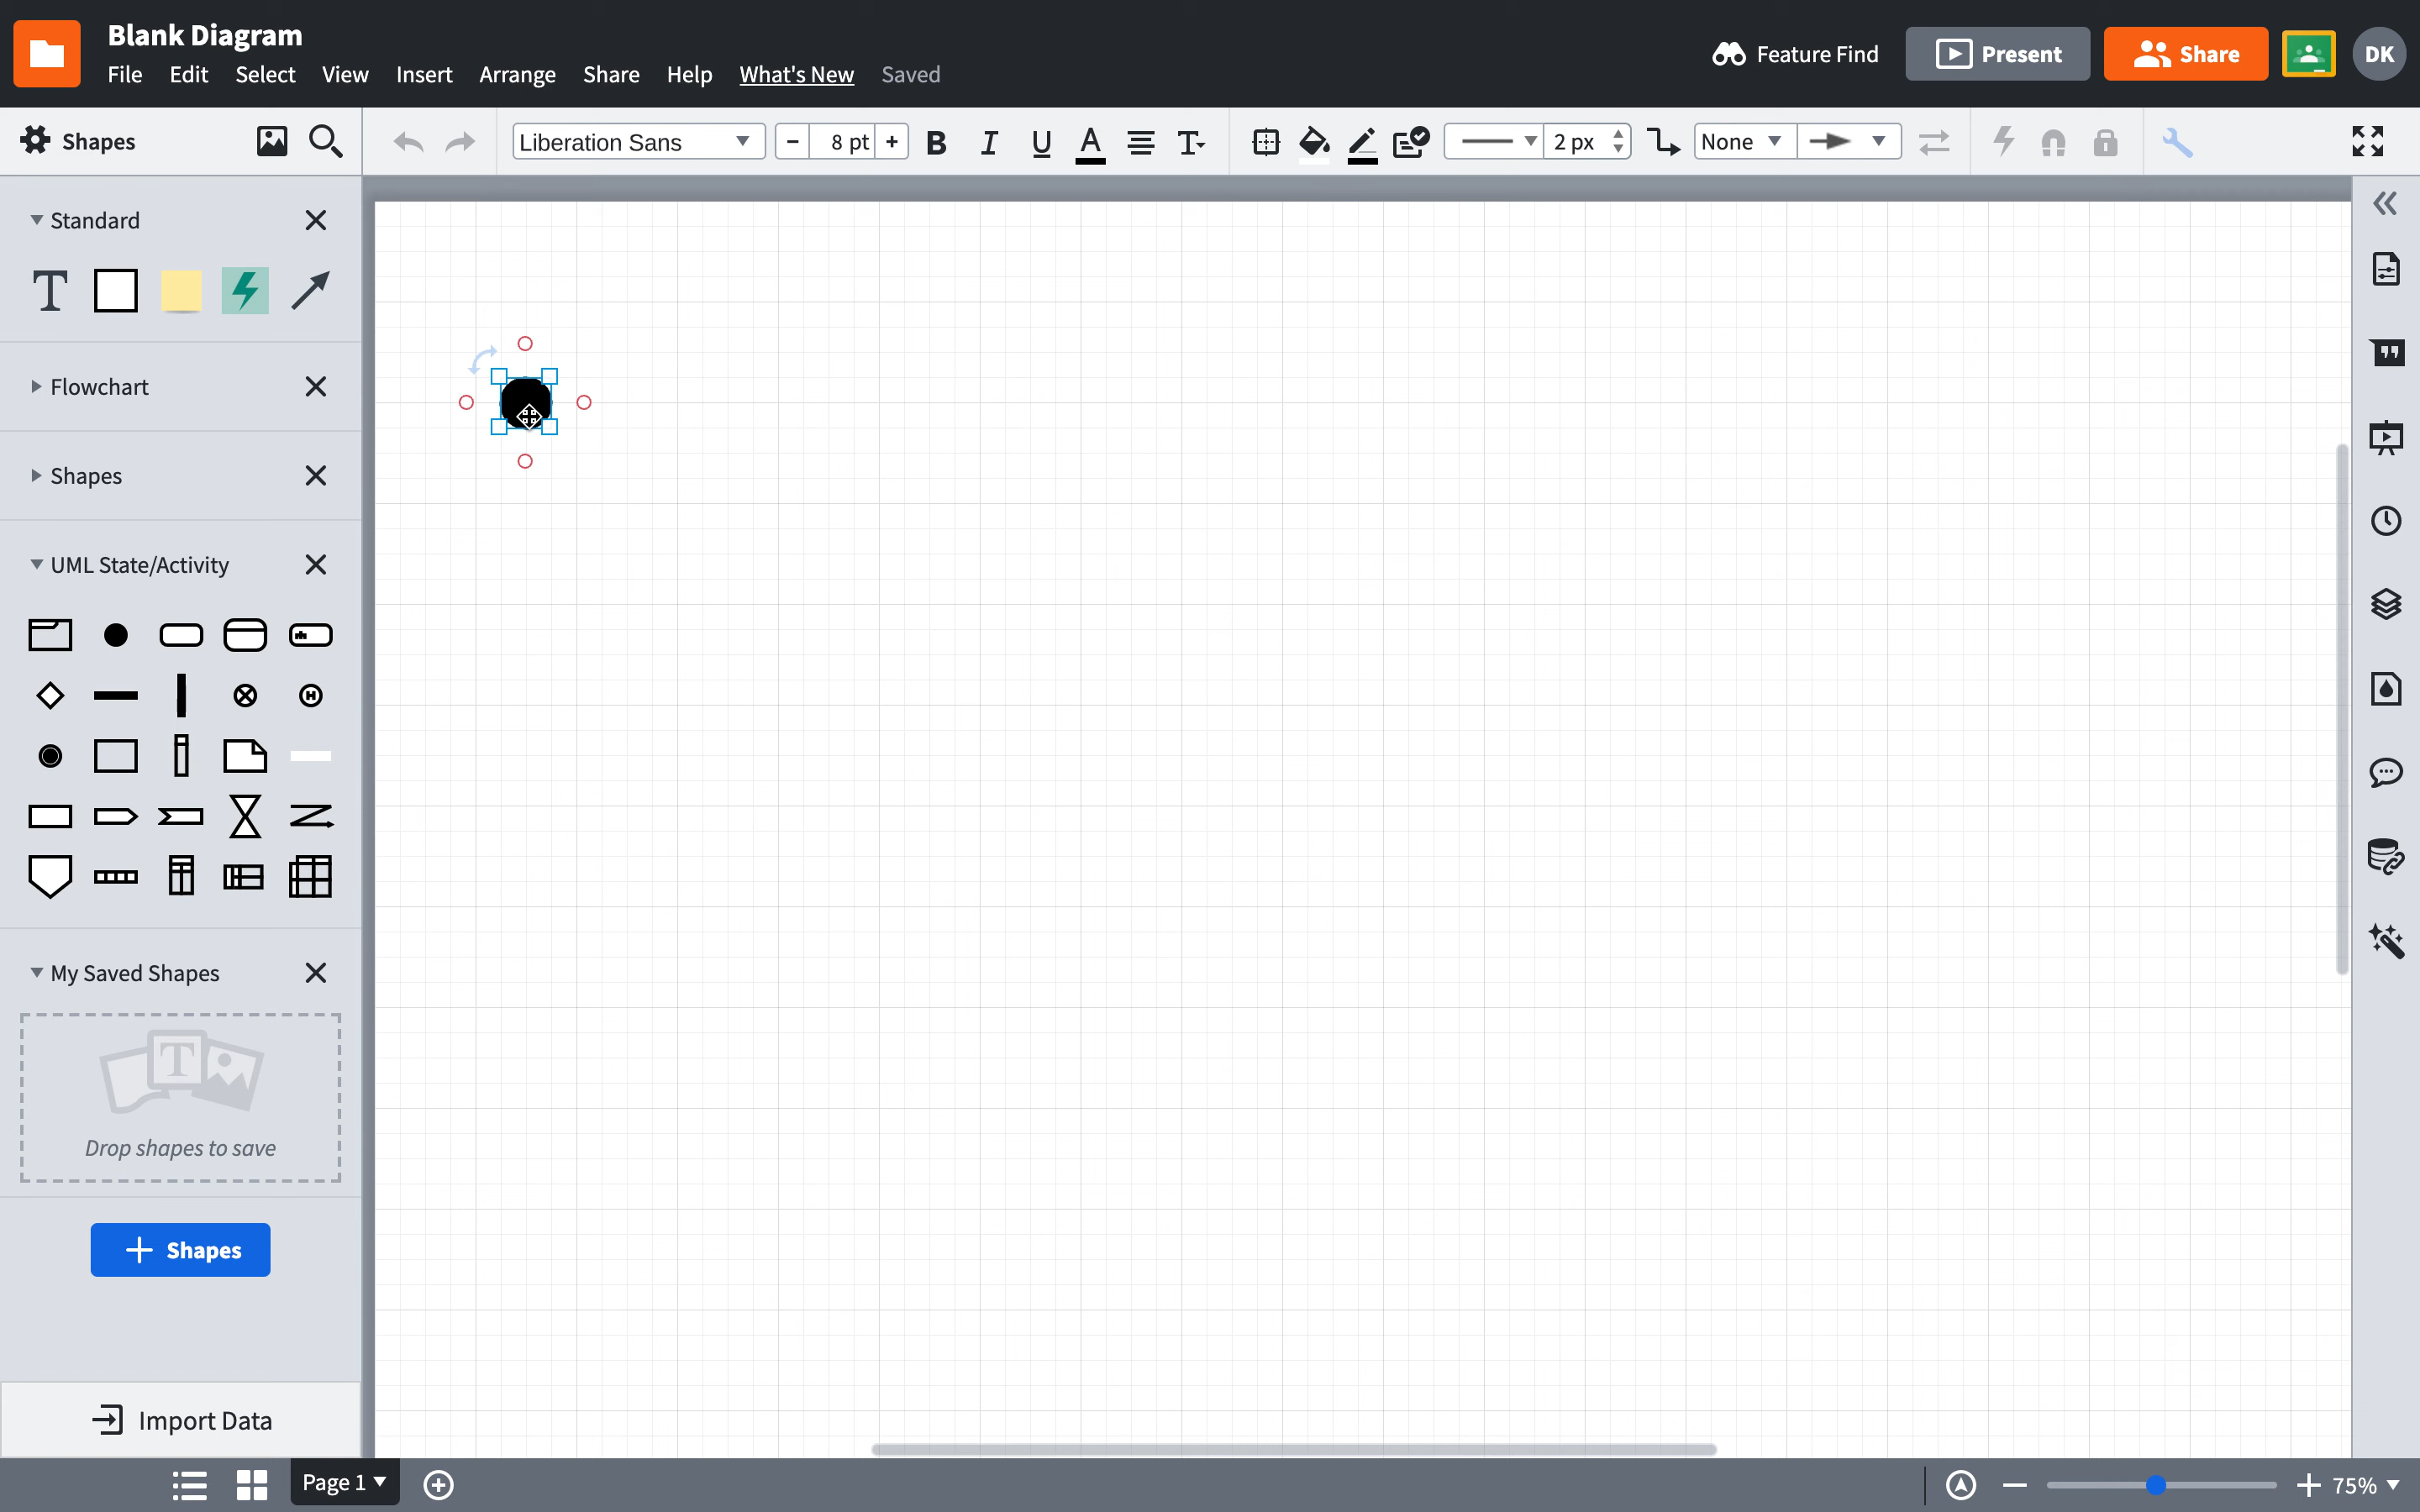 Blank Diagram
File Edit Select View Insert Arrange Share Help What's New Saved
Feature Find Present Share DK
Shapes
Liberation Sans - 8 pt + B I U A T 2 px None
Standard
T
Flowchart
Shapes
UML State/Activity
H
My Saved Shapes
T
Drop shapes to save
+ Shapes
Import Data
Page 1
75%